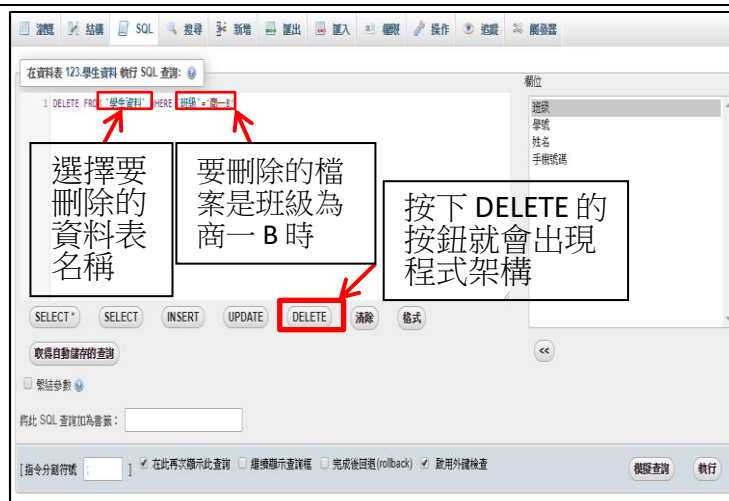 瀏覽 結構 SQL 搜尋 新增 匯出 匯入 權限 操作 追蹤 觸發器
在資料表 123.學生資料 執行 SQL 查詢:
欄位
1 DELETE FROM `學生資料` WHERE `班級`='商一B'
班級
學號
姓名
手機號碼
選擇要
刪除的
資料表
名稱
要刪除的檔
案是班級為
商一 B 時
按下 DELETE 的
按鈕就會出現
程式架構
SELECT * SELECT INSERT UPDATE DELETE 清除 格式
取得自動儲存的查詢
<<
繫結參數
將此 SQL 查詢加為書籤：
[ 指令分隔符號 ; ] 在此再次顯示此查詢 繼續顯示查詢框 完成後回退(rollback) 啟用外鍵檢查 模擬查詢 執行